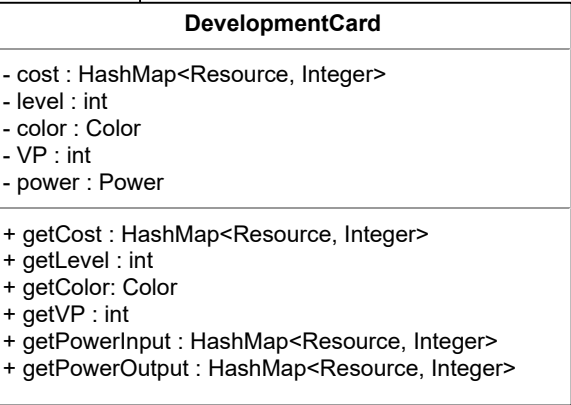 DevelopmentCard
- cost : HashMap<Resource, Integer>
- level : int
- color : Color
- VP : int
- power : Power
+ getCost : HashMap<Resource, Integer>
+ getLevel : int
+ getColor: Color
+ getVP : int
+ getPowerInput : HashMap<Resource, Integer>
+ getPowerOutput : HashMap<Resource, Integer>